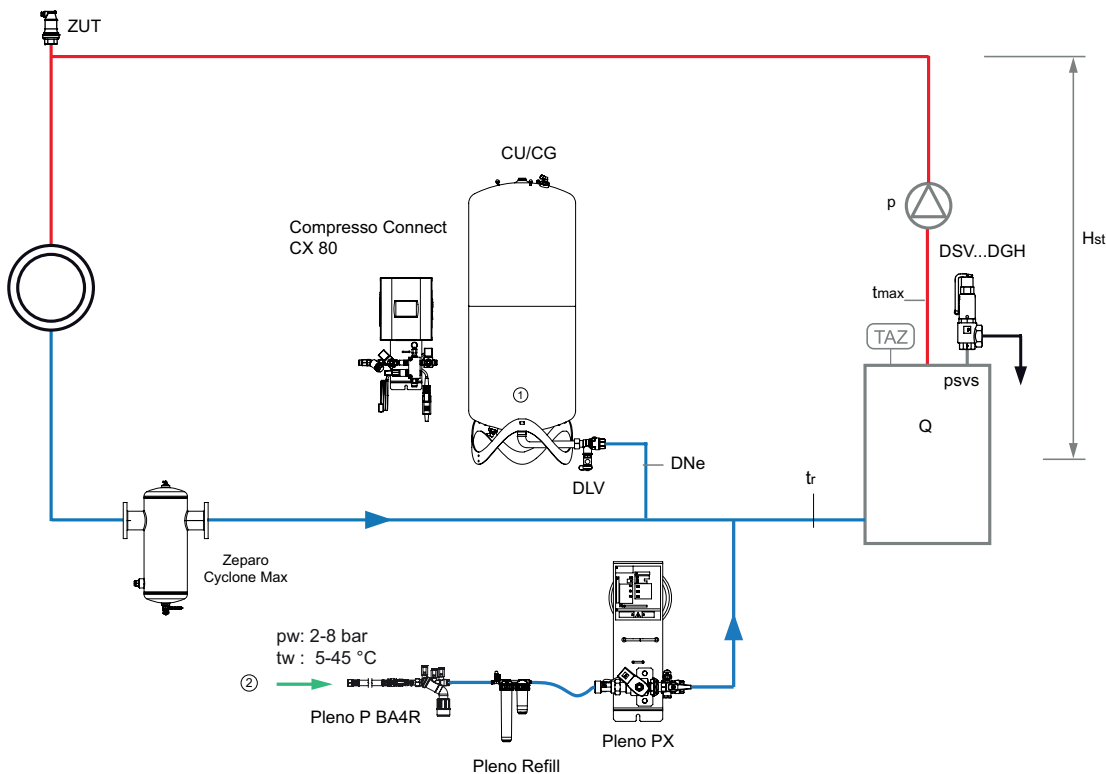 ZUT
CU/CG
Compresso Connect
CX 80
p
Hst
DSV...DGH
tmax
TAZ
psvs
①
Q
DNe
DLV
tr
Zeparo
Cyclone Max
pw: 2-8 bar
tw : 5-45 °C
②
Pleno P BA4R
Pleno PX
Pleno Refill